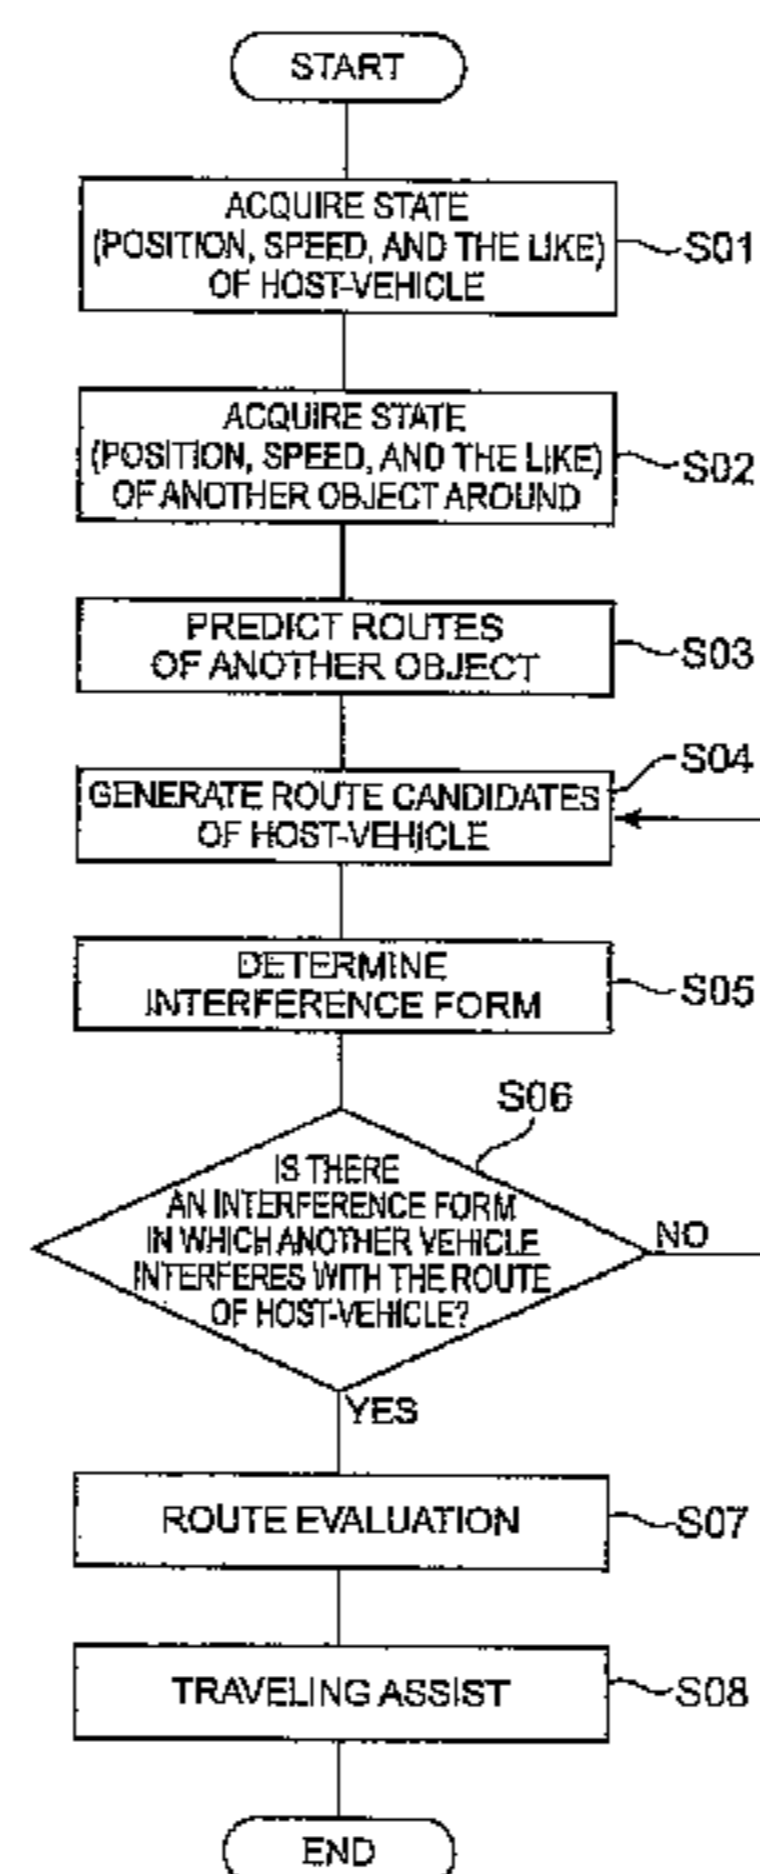 START
ACQUIRE STATE
(POSITION, SPEED, AND THE LIKE)
OF HOST-VEHICLE
S01
ACQUIRE STATE
(POSITION, SPEED, AND THE LIKE)
OF ANOTHER OBJECT AROUND
S02
PREDICT ROUTES
OF ANOTHER OBJECT
S03
S04
GENERATE ROUTE CANDIDATES
OF HOST-VEHICLE
DETERMINE
INTERFERENCE FORM
S05
S06
IS THERE
AN INTERFERENCE FORM
IN WHICH ANOTHER VEHICLE
INTERFERES WITH THE ROUTE
OF HOST-VEHICLE?
NO
YES
ROUTE EVALUATION
S07
TRAVELING ASSIST
S08
END